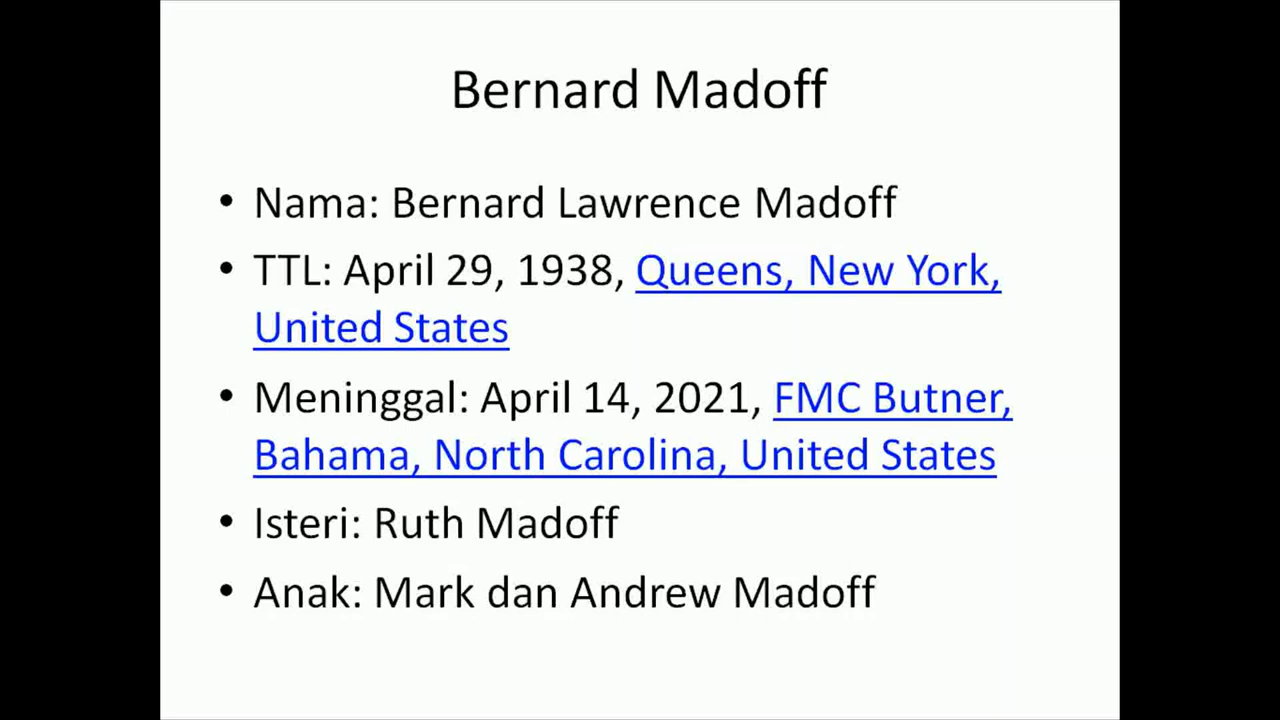 Bernard Madoff
• Nama: Bernard Lawrence Madoff
• TTL: April 29, 1938, Queens, New York,
United States
• Meninggal: April 14, 2021, FMC Butner,
Bahama, North Carolina, United States
• Isteri: Ruth Madoff
• Anak: Mark dan Andrew Madoff